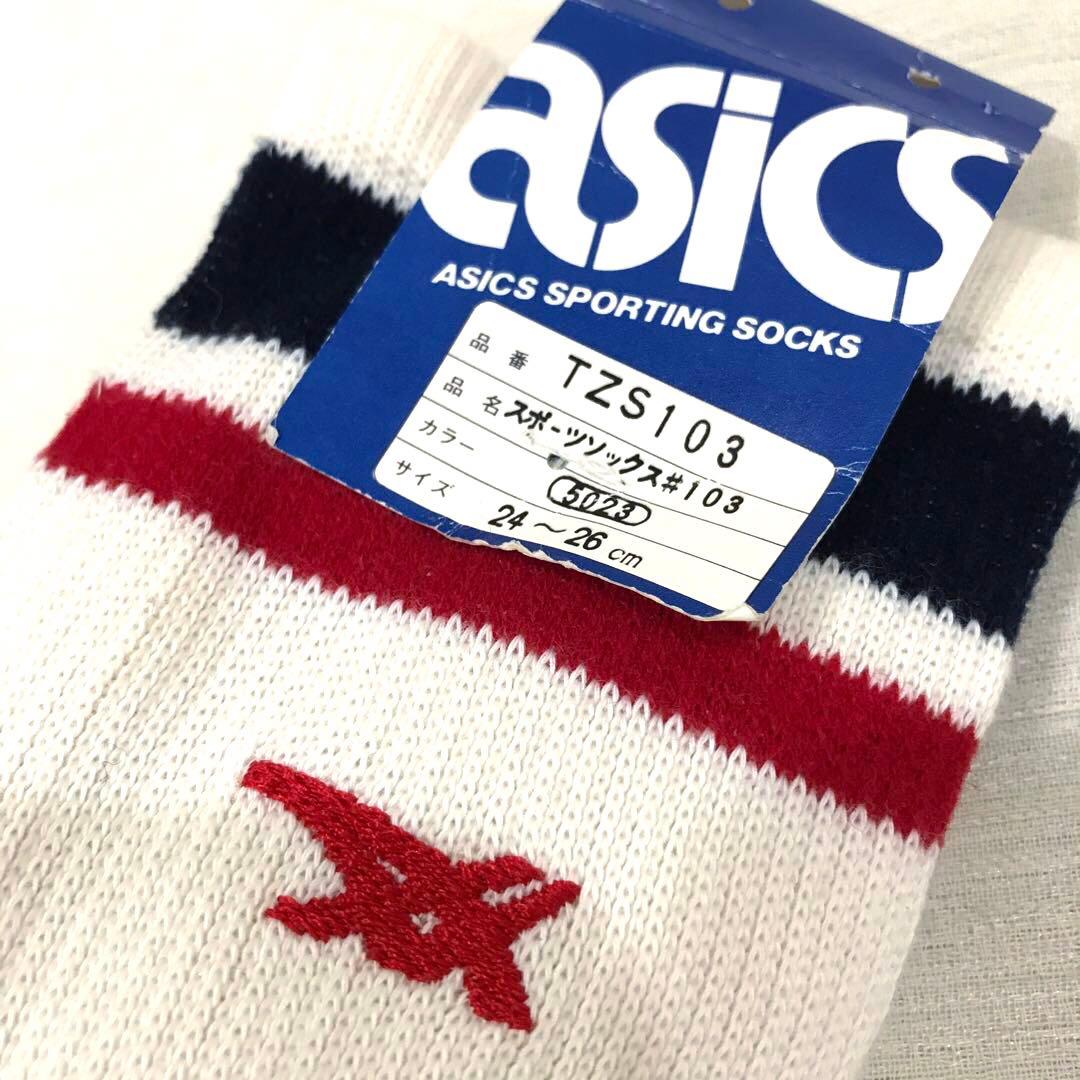 asics
ASICS SPORTING SOCKS
品番 TZS103
品名 スポーツソックス#103
カラー 5023
サイズ 24～26cm